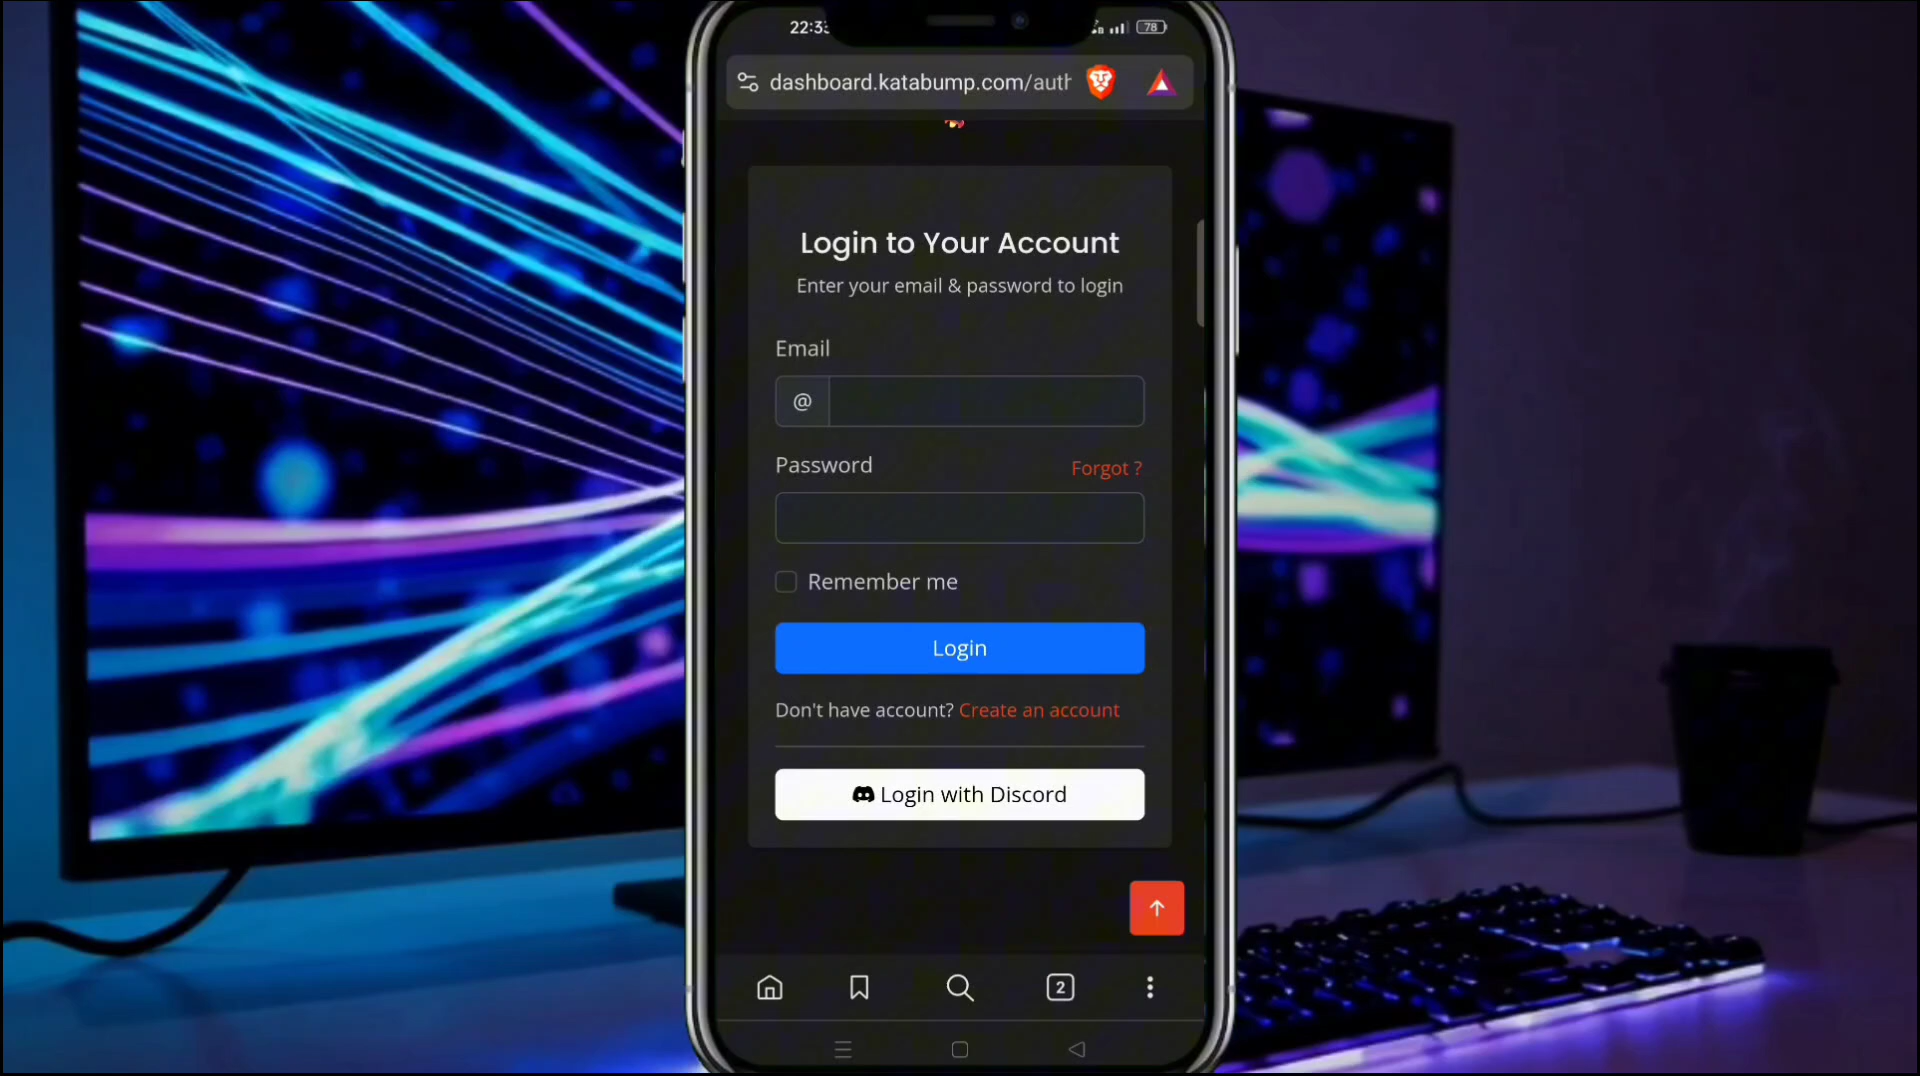 22:33
78
dashboard.katabump.com/auth
Login to Your Account
Enter your email & password to login
Email
@
Password
Forgot ?
Remember me
Login
Don't have account? Create an account
Login with Discord
2